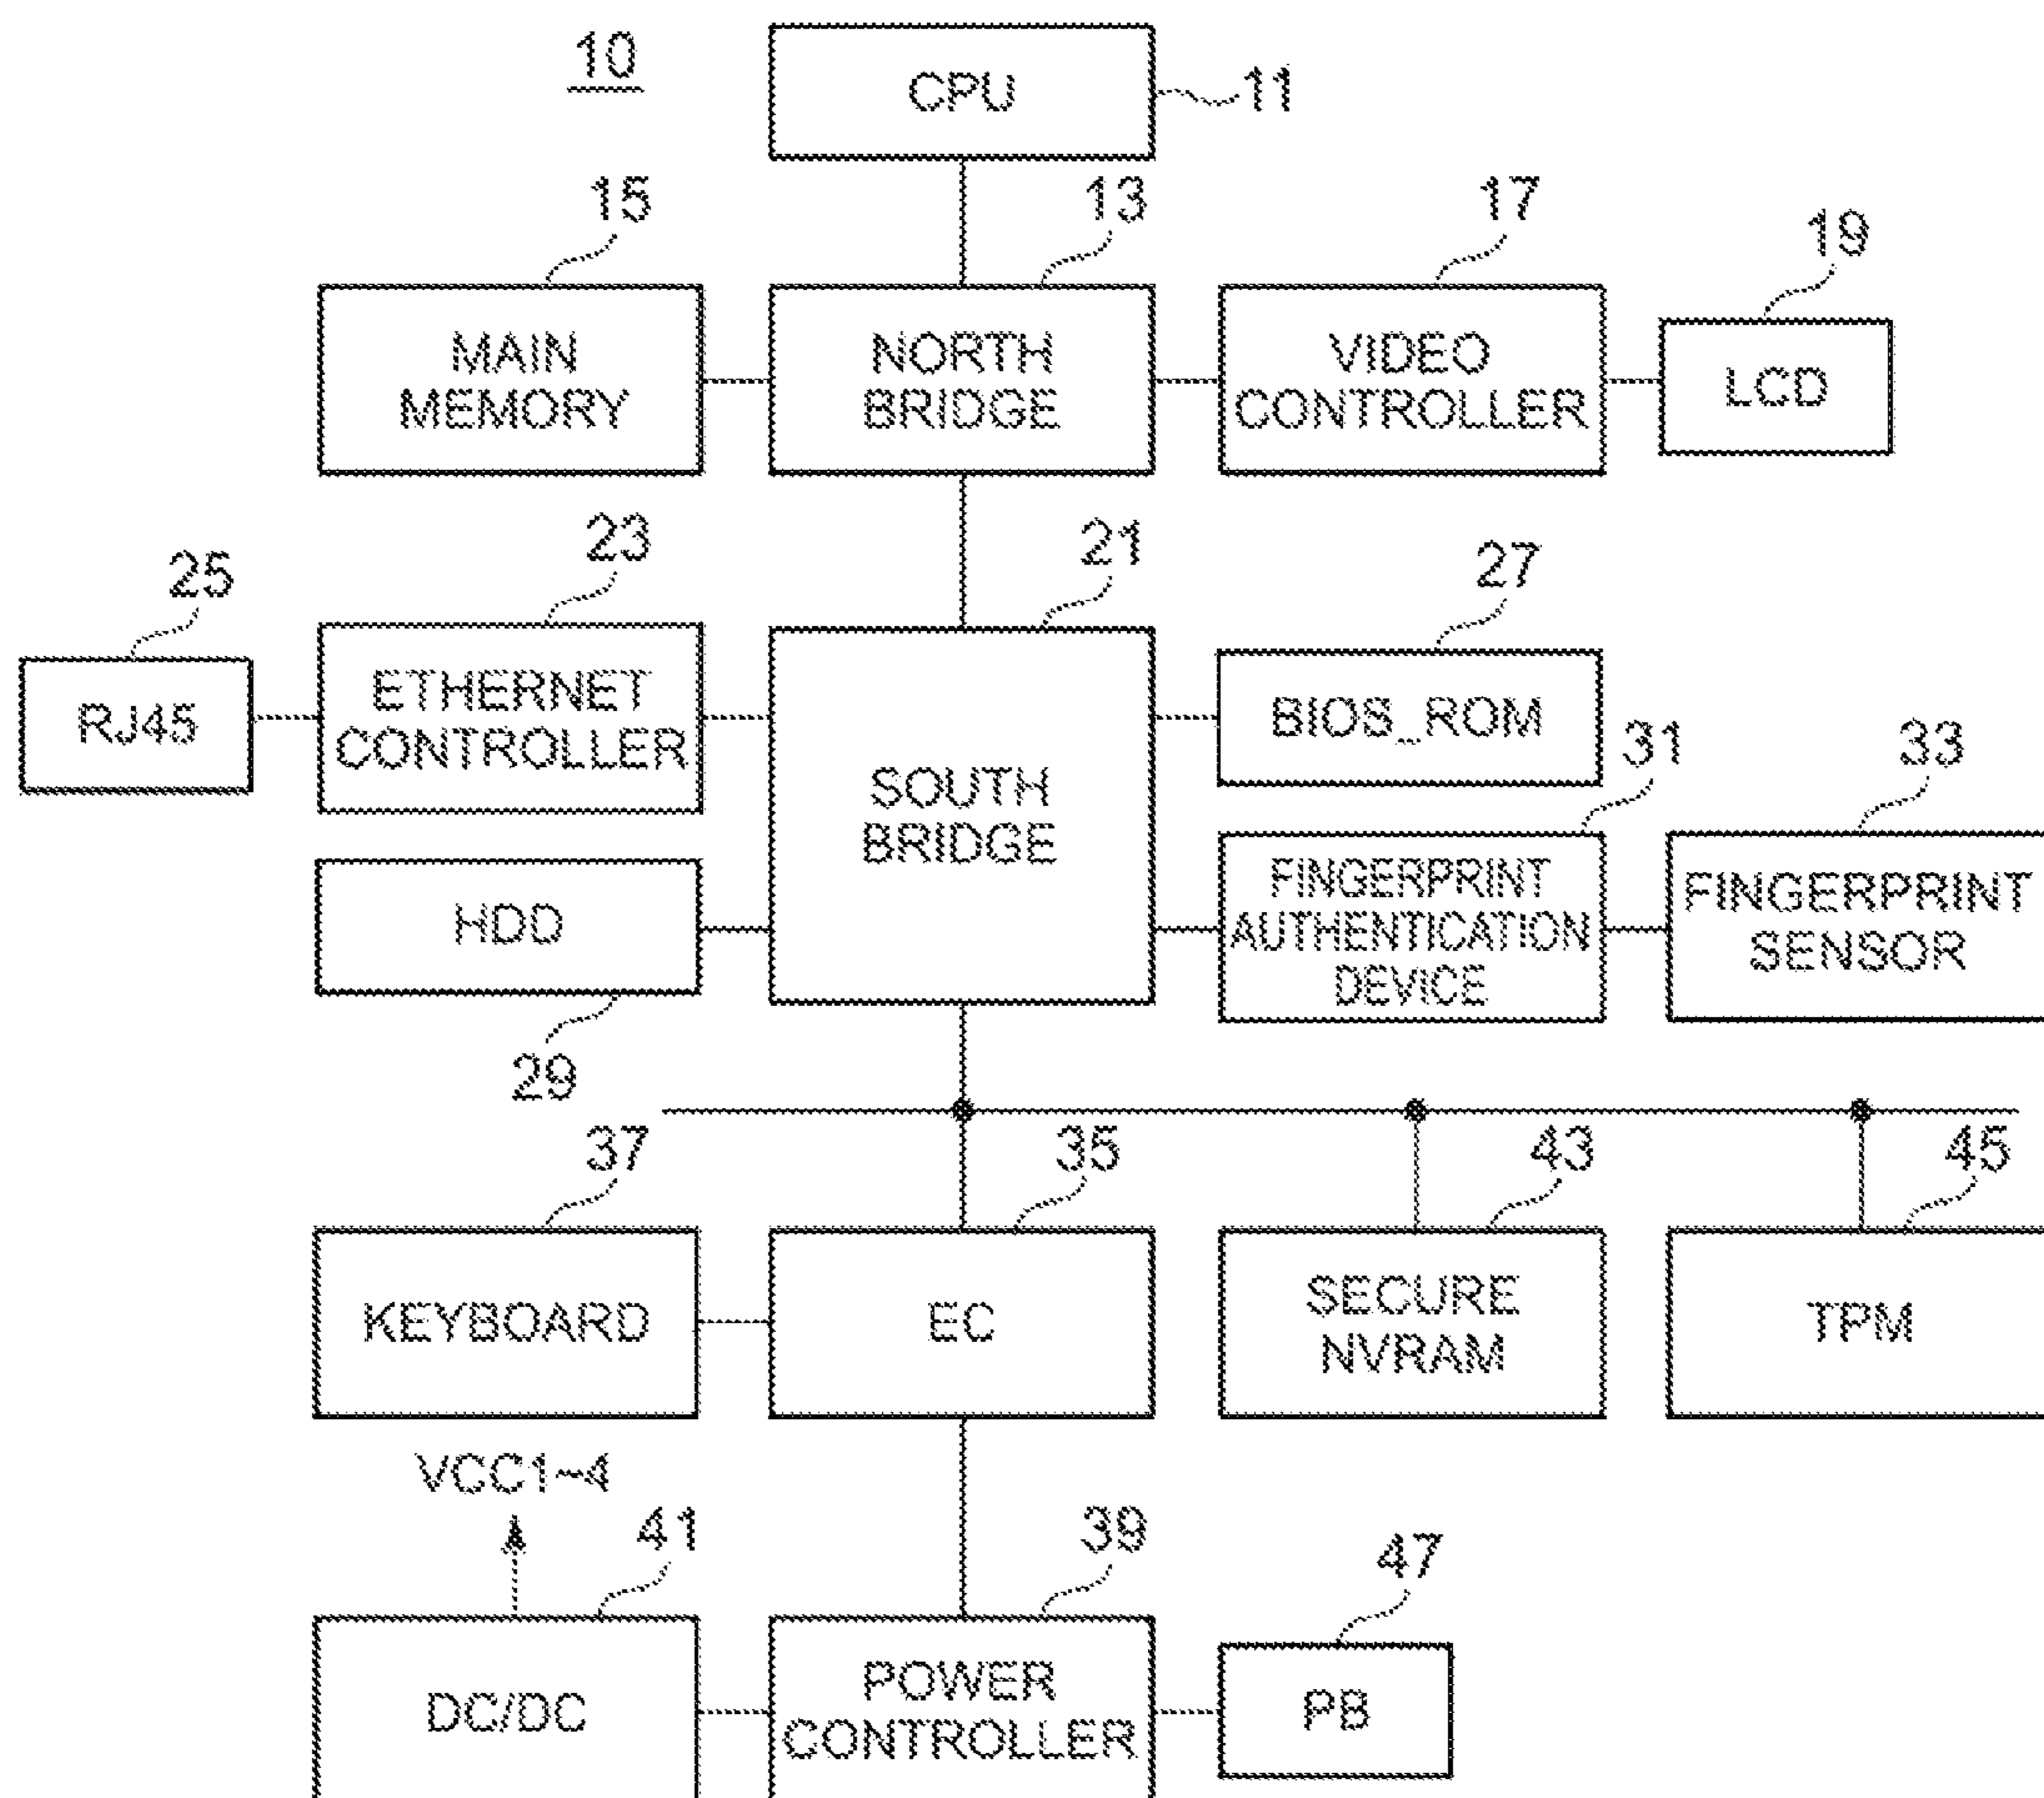 10
CPU
11
15
13
17
19
MAIN
MEMORY
NORTH
BRIDGE
VIDEO
CONTROLLER
LCD
25
23
21
27
RJ45
ETHERNET
CONTROLLER
SOUTH
BRIDGE
BIOS_ROM
31
33
HDD
29
FINGERPRINT
AUTHENTICATION
DEVICE
FINGERPRINT
SENSOR
37
35
43
45
KEYBOARD
EC
SECURE
NVRAM
TPM
VCC1~4
41
39
47
DC/DC
POWER
CONTROLLER
PB